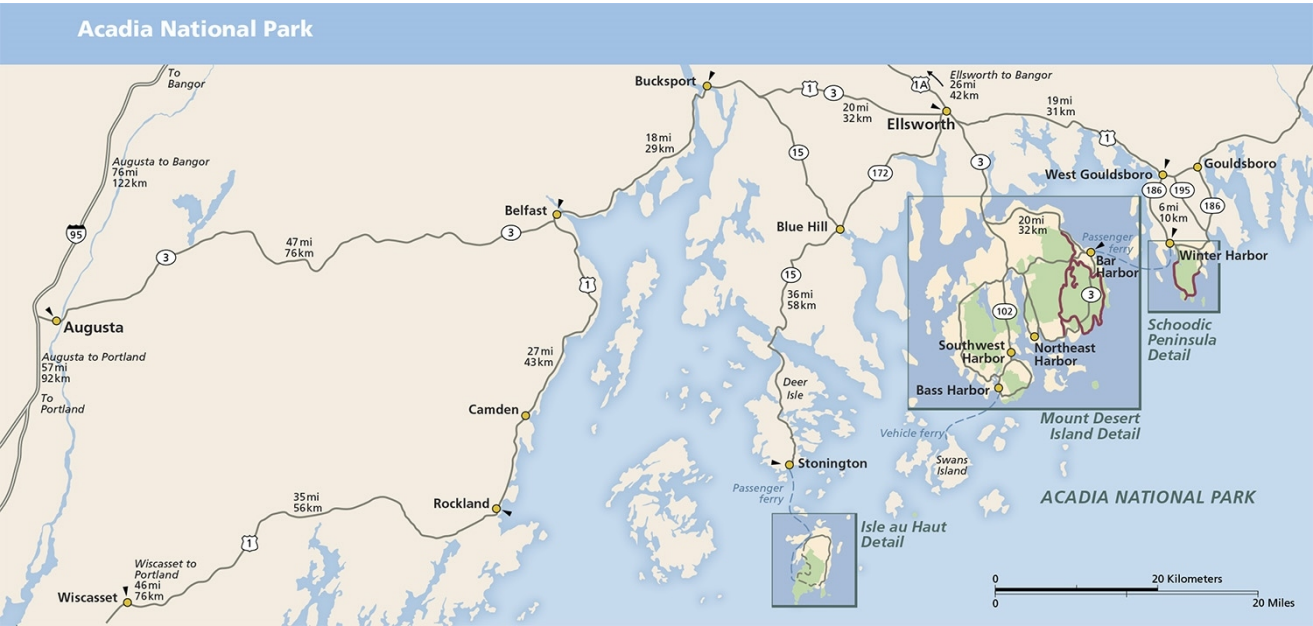 Acadia National Park
To
Bangor
Bucksport
1A
Ellsworth to Bangor
26mi
42km
1
3
20mi
32km
19mi
31km
Ellsworth
18mi
29km
15
172
3
1
Augusta to Bangor
76mi
122km
West Gouldsboro
Gouldsboro
186
195
186
6mi
10km
Belfast
3
95
3
47mi
76km
Blue Hill
20mi
32km
Passenger
ferry
Bar
Harbor
Winter Harbor
1
15
36mi
58km
3
102
Augusta
Schoodic
Peninsula
Detail
Augusta to Portland
57mi
92km
27mi
43km
Southwest
Harbor
Northeast
Harbor
To
Portland
Deer
Isle
Bass Harbor
Camden
Mount Desert
Island Detail
Vehicle ferry
Swans
Island
Stonington
Passenger
ferry
ACADIA NATIONAL PARK
35mi
56km
Rockland
Isle au Haut
Detail
1
Wiscasset to
Portland
46mi
76km
Wiscasset
0
20 Kilometers
0
20 Miles